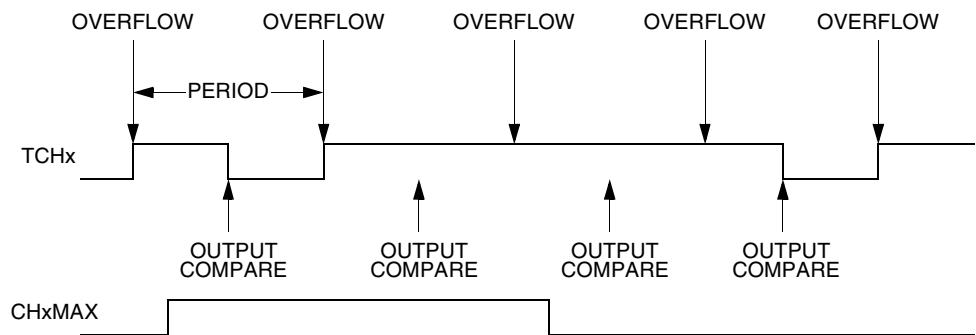 OVERFLOW OVERFLOW OVERFLOW OVERFLOW OVERFLOW
PERIOD
TCHx
OUTPUT OUTPUT OUTPUT OUTPUT
COMPARE COMPARE COMPARE COMPARE
CHxMAX